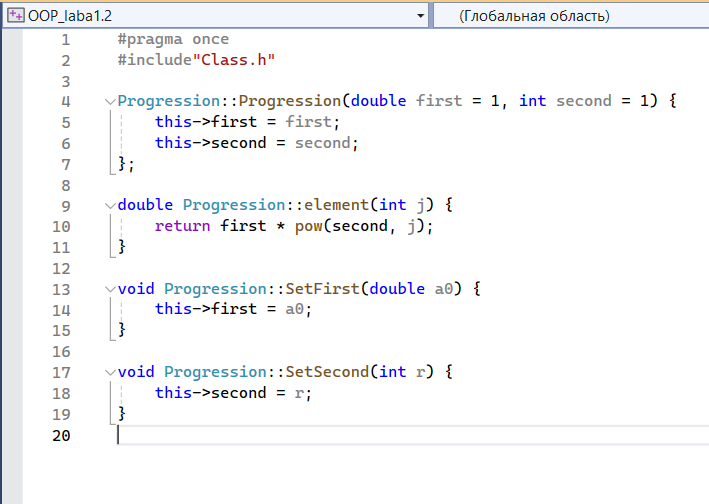 OOP_laba1.2 (Глобальная область)
1 #pragma once
2 #include"Class.h"
3
4 Progression::Progression(double first = 1, int second = 1) {
5 this->first = first;
6 this->second = second;
7 };
8
9 double Progression::element(int j) {
10 return first * pow(second, j);
11 }
12
13 void Progression::SetFirst(double a0) {
14 this->first = a0;
15 }
16
17 void Progression::SetSecond(int r) {
18 this->second = r;
19 }
20